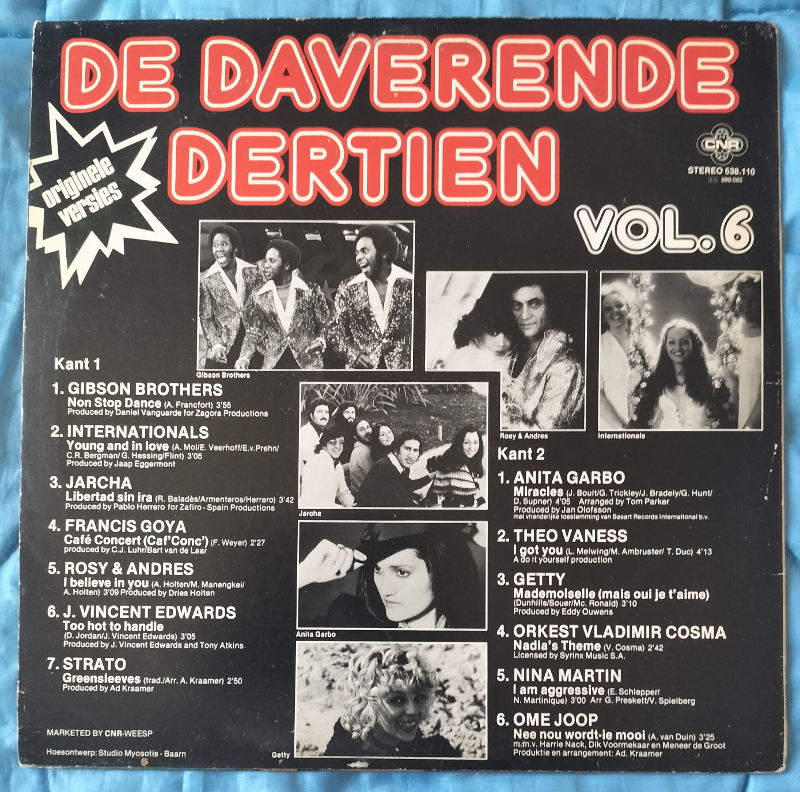 DE DAVERENDE
DERTIEN
originele
versies
CNR
STEREO 538.110
899.082
VOL. 6
Gibson Brothers
Rosy & Andres
Internationals
Kant 1
1. GIBSON BROTHERS
Non Stop Dance (A. Francfort) 3'55
Produced by Daniel Vanguarde for Zagora Productions
2. INTERNATIONALS
Young and in love (A. Mol/E. Veerhoff/E.v.Prehn/
C.R. Bergman/G. Hessing/Flint) 3'05
Produced by Jaap Eggermont
3. JARCHA
Libertad sin ira (R. Baladès/Armenteros/Herrero) 3'42
Produced by Pablo Herrero for Zafiro - Spain Productions
4. FRANCIS GOYA
Café Concert (Caf'Conc') (F. Weyer) 2'27
produced by C.J. Luhr/Bart van de Laar
5. ROSY & ANDRES
I believe in you (A. Holten/M. Manengkei/
A. Holten) 3'09 Produced by Dries Holten
6. J. VINCENT EDWARDS
Too hot to handle
(D. Jordan/J. Vincent Edwards) 3'05
Produced by J. Vincent Edwards and Tony Atkins
7. STRATO
Greensleeves (trad./Arr. A. Kraamer) 2'50
Produced by Ad Kraamer
MARKETED BY CNR-WEESP
Hoesontwerp: Studio Myosotis - Baarn
Jarcha
Anita Garbo
Getty
Kant 2
1. ANITA GARBO
Miracles (J. Boult/G. Trickley/J. Bradely/G. Hunt/
D. Supner) 4'05 Arranged by Tom Parker
Produced by Jan Olofsson
met vriendelijke toestemming van Basart Records International b.v.
2. THEO VANESS
I got you (L. Melwing/M. Ambruster/ T. Duc) 4'13
A do it yourself production
3. GETTY
Mademoiselle (mais oui je t'aime)
(Dunhills/Souer/Mc. Ronald) 3'10
Produced by Eddy Ouwens
4. ORKEST VLADIMIR COSMA
Nadia's Theme (V. Cosma) 2'42
Licensed by Syrinx Music S.A.
5. NINA MARTIN
I am aggressive (E. Schlepper/
N. Martinique) 3'00 Arr G. Preskett/V. Spielberg
6. OME JOOP
Nee nou wordt-ie mooi (A. van Duin) 3'25
m.m.v. Harrie Nack, Dik Voormekaar en Meneer de Groot
Produktie en arrangement: Ad. Kraamer